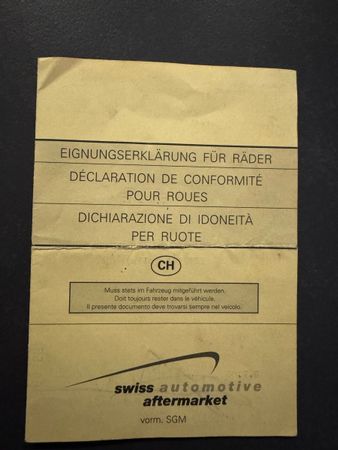 EIGNUNGSERKLÄRUNG FÜR RÄDER
DÉCLARATION DE CONFORMITÉ
POUR ROUES
DICHIARAZIONE DI IDONEITÀ
PER RUOTE
CH
Muss stets im Fahrzeug mitgeführt werden.
Doit toujours rester dans le véhicule.
Il presente documento deve trovarsi sempre nel veicolo.
swiss automotive
aftermarket
vorm. SGM